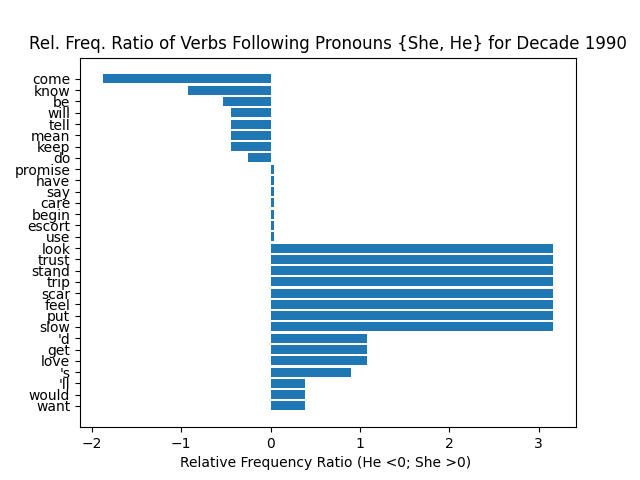 Rel. Freq. Ratio of Verbs Following Pronouns {She, He} for Decade 1990
come
know
be
will
tell
mean
keep
do
promise
have
say
care
begin
escort
use
look
trust
stand
trip
scar
feel
put
slow
'd
get
love
's
'll
would
want
−2 −1 0 1 2 3
Relative Frequency Ratio (He <0; She >0)